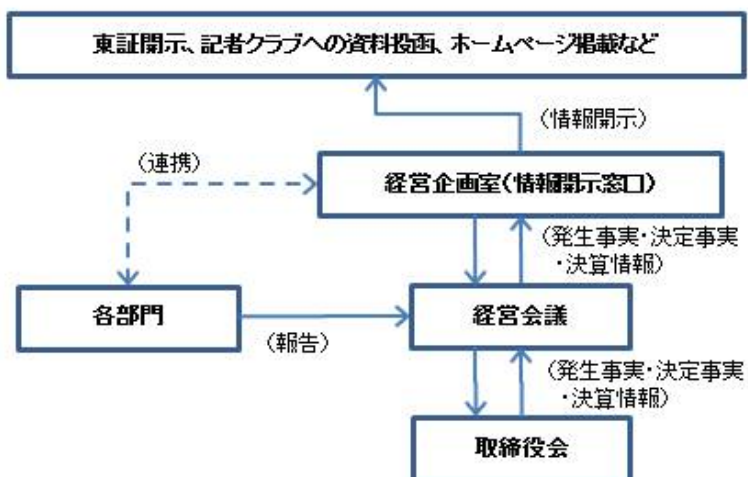 東証開示、記者クラブへの資料投函、ホームページ掲載など
(情報開示)
(連携)
経営企画室(情報開示窓口)
(発生事実・決定事実
・決算情報)
各部門
経営会議
(報告)
(発生事実・決定事実
・決算情報)
取締役会